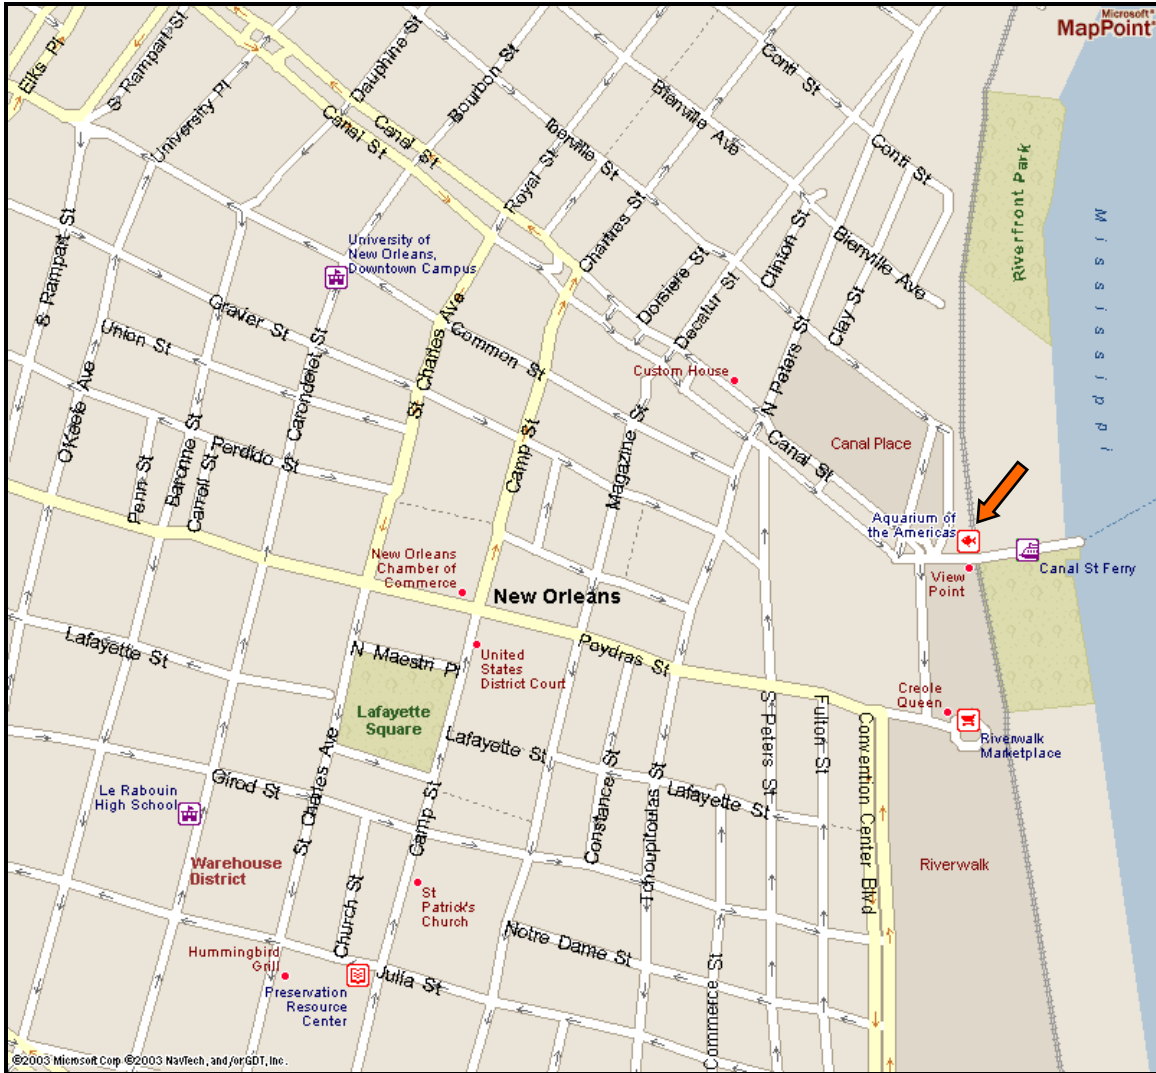 Microsoft®
MapPoint®
Elks Pl
S Rampart St
University Pl
Dauphine St
Bourbon St
Canal St
Canal St
Royal St
Iberville St
Bienville Ave
Conti St
Conti St
Chartres St
Dorsiere St
Decatur St
Clinton St
Bienville Ave
Clay St
N Peters St
Riverfront Park
Mississippi
S Rampart St
University of
New Orleans,
Downtown Campus
Graver St
Union St
St Charles Ave
Common St
Custom House
Canal Place
Canal St
O'Keefe Ave
Carondelet St
Baronne St
Perdido St
Penn St
Carroll St
Camp St
Magazine St
Aquarium of
the Americas
View
Point
Canal St Ferry
New Orleans
Chamber of
Commerce
New Orleans
Lafayette St
N Maestri Pl
United
States
District Court
Poydras St
Creole
Queen
Riverwalk
Marketplace
Lafayette
Square
Lafayette St
S Peters St
Fulton St
Convention Center Blvd
Girod St
St Charles Ave
Camp St
Constance St
Tchoupitoulas St
Lafayette St
Le Rabouin
High School
Warehouse
District
Riverwalk
Church St
St
Patrick's
Church
Notre Dame St
Hummingbird
Grill
Julia St
Preservation
Resource
Center
Commerce St
©2003 Microsoft Corp ©2003 NavTech, and/or GDT, Inc.